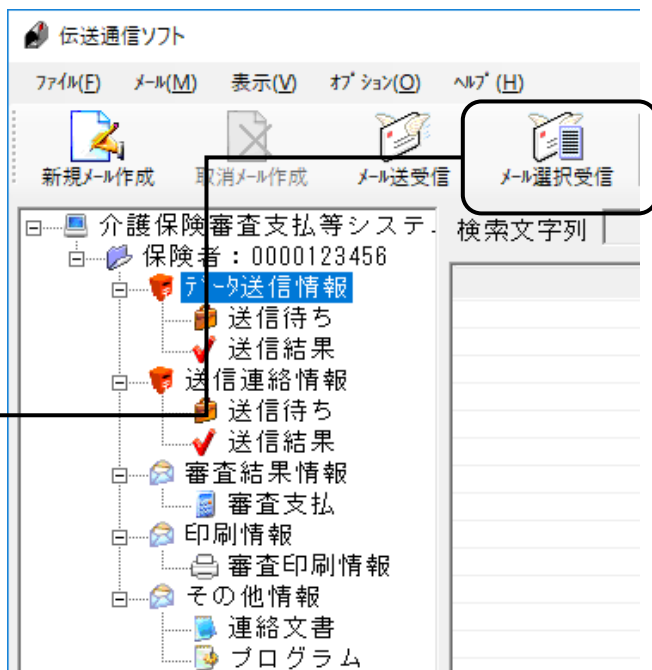 伝送通信ソフト
ファイル(F) メール(M) 表示(V) オプション(O) ヘルプ(H)
新規メール作成 取消メール作成 メール送受信 メール選択受信
介護保険審査支払等システ
検索文字列
保険者：0000123456
データ送信情報
送信待ち
送信結果
送信連絡情報
送信待ち
送信結果
審査結果情報
審査支払
印刷情報
審査印刷情報
その他情報
連絡文書
プログラム